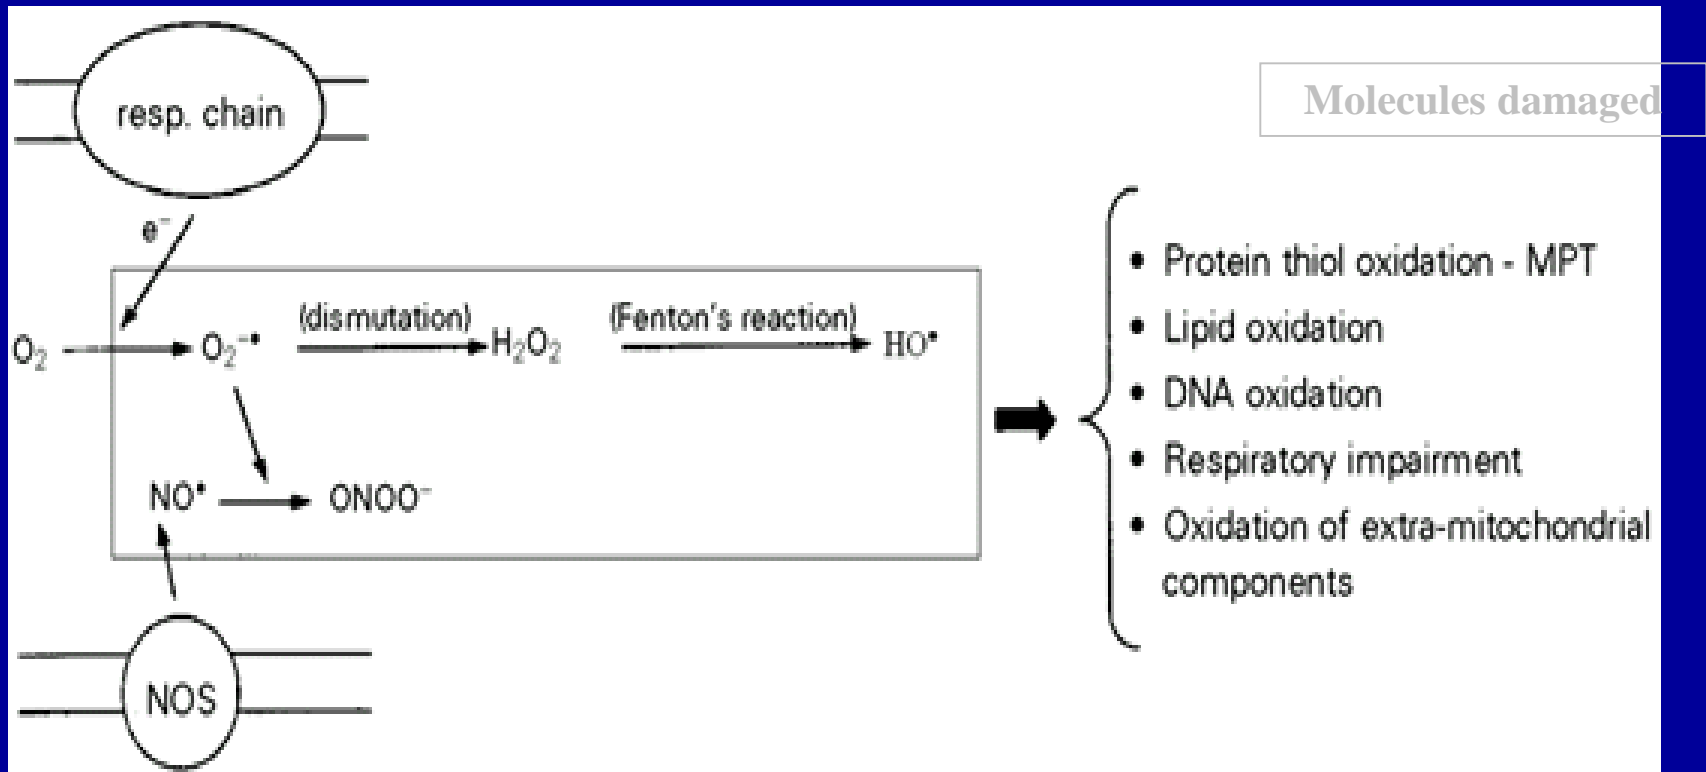 resp. chain
Molecules damaged
e⁻
O₂ O₂⁻• (dismutation) H₂O₂ (Fenton's reaction) HO•
NO• ONOO⁻
NOS
• Protein thiol oxidation - MPT
• Lipid oxidation
• DNA oxidation
• Respiratory impairment
• Oxidation of extra-mitochondrial
components